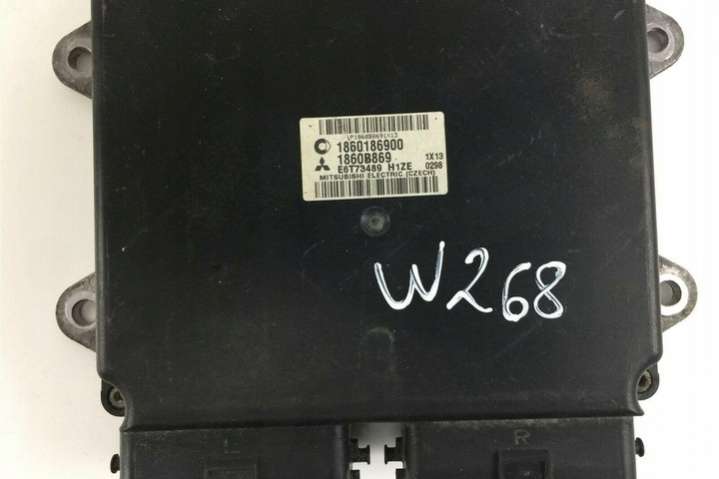 1860186900
1860B869 1X13
E6T73489 H1ZE 0298
MITSUBISHI ELECTRIC (CZECH)
W268
L R